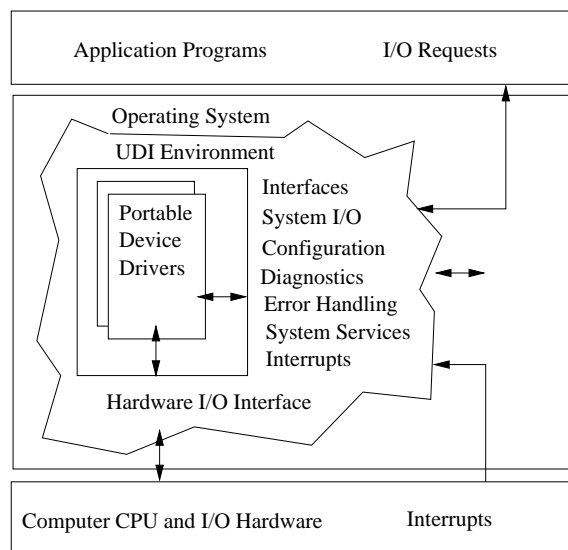 Application Programs
I/O Requests
Operating System
UDI Environment
Portable
Device
Drivers
Interfaces
System I/O
Configuration
Diagnostics
Error Handling
System Services
Interrupts
Hardware I/O Interface
Computer CPU and I/O Hardware
Interrupts